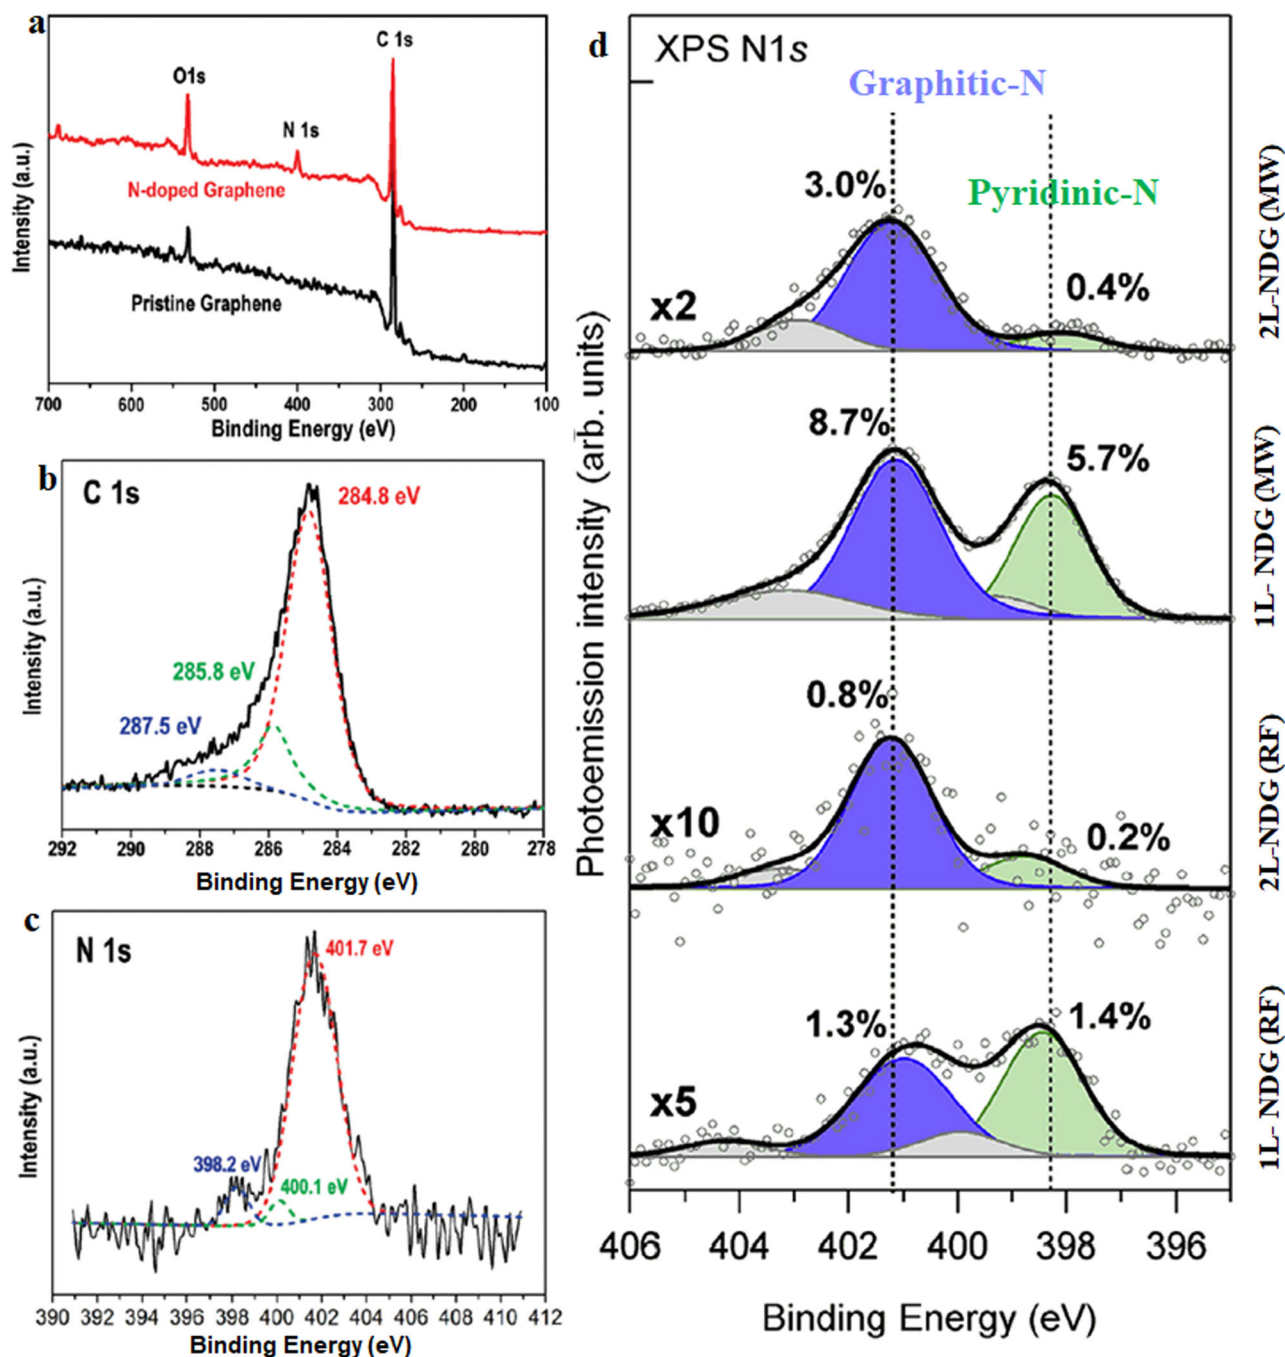 a
C 1s
O1s
N 1s
N-doped Graphene
Pristine Graphene
Intensity (a.u.)
700 600 500 400 300 200 100
Binding Energy (eV)
b
C 1s
284.8 eV
285.8 eV
287.5 eV
Intensity (a.u.)
292 290 288 286 284 282 280 278
Binding Energy (eV)
c
N 1s
401.7 eV
398.2 eV
400.1 eV
Intensity (a.u.)
390 392 394 396 398 400 402 404 406 408 410 412
Binding Energy (eV)
d
XPS N1s
Graphitic-N
Pyridinic-N
3.0%
0.4%
x2
2L-NDG (MW)
8.7%
5.7%
1L- NDG (MW)
0.8%
0.2%
x10
2L-NDG (RF)
1.3%
1.4%
x5
1L- NDG (RF)
Photoemission intensity (arb. units)
406 404 402 400 398 396
Binding Energy (eV)